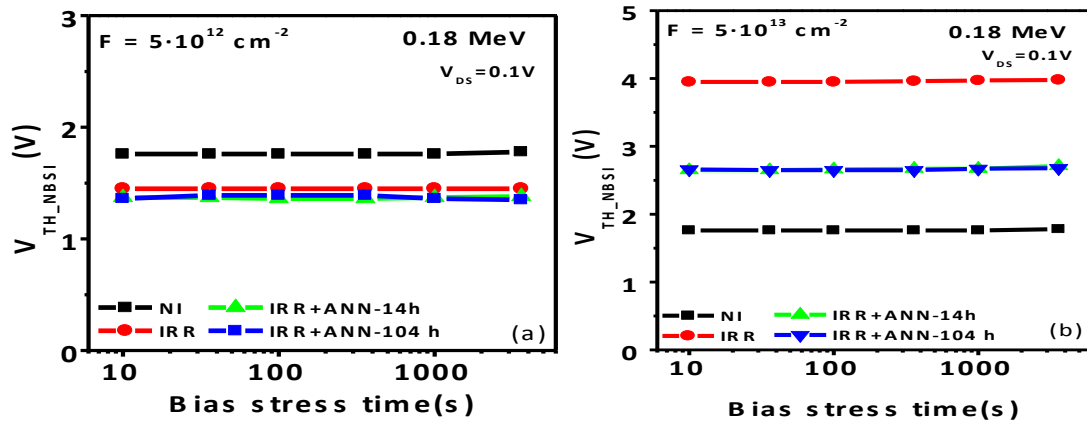 F = 5·10¹² cm⁻²
0.18 MeV
V_DS=0.1V
3
2
1
0
V_TH_NBSI (V)
NI
IRR+ANN-14h
IRR
IRR+ANN-104 h
(a)
10
100
1000
Bias stress time(s)
F = 5·10¹³ cm⁻²
0.18 MeV
V_DS=0.1V
5
4
3
2
1
0
V_TH_NBSI (V)
NI
IRR+ANN-14h
IRR
IRR+ANN-104 h
(b)
10
100
1000
Bias stress time(s)